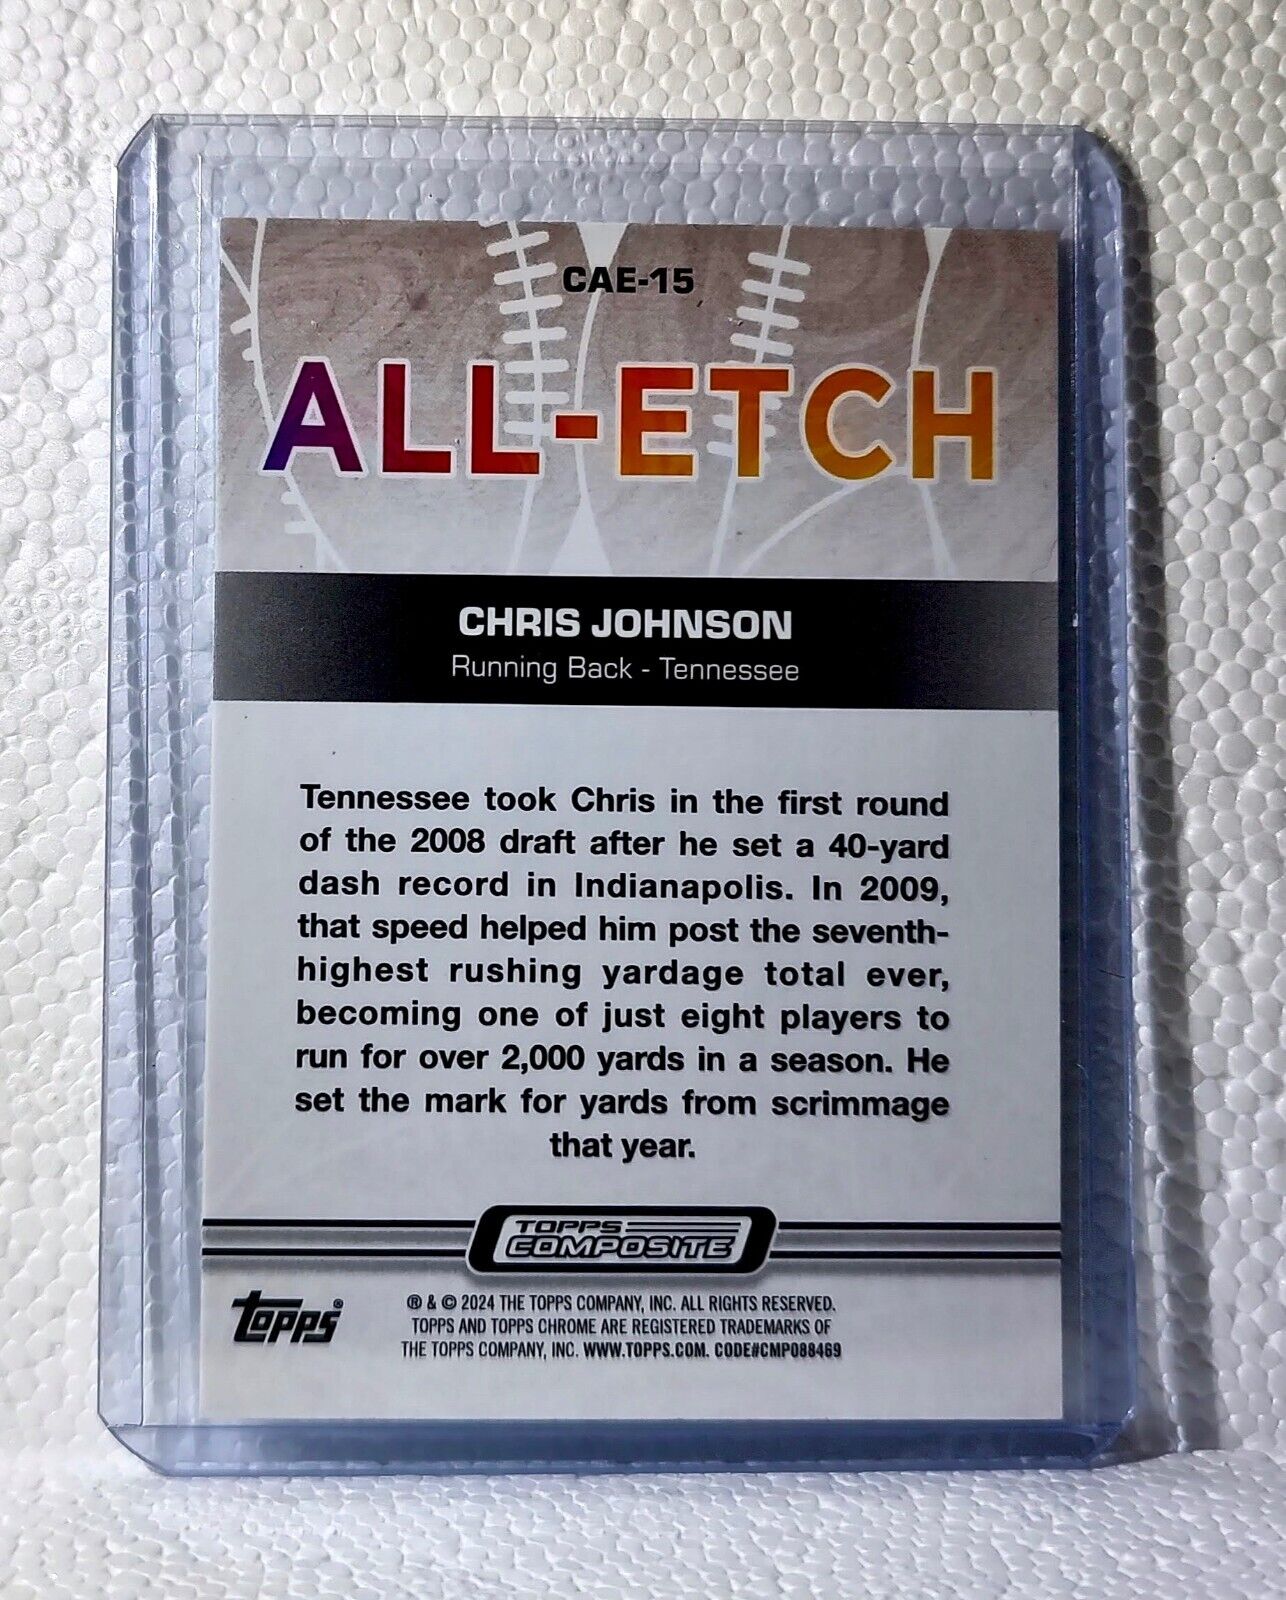 CAE-15
ALL-ETCH
CHRIS JOHNSON
Running Back - Tennessee
Tennessee took Chris in the first round
of the 2008 draft after he set a 40-yard
dash record in Indianapolis. In 2009,
that speed helped him post the seventh-
highest rushing yardage total ever,
becoming one of just eight players to
run for over 2,000 yards in a season. He
set the mark for yards from scrimmage
that year.
TOPPS
COMPOSITE
topps®
® & © 2024 THE TOPPS COMPANY, INC. ALL RIGHTS RESERVED.
TOPPS AND TOPPS CHROME ARE REGISTERED TRADEMARKS OF
THE TOPPS COMPANY, INC. WWW.TOPPS.COM. CODE#CMP088469